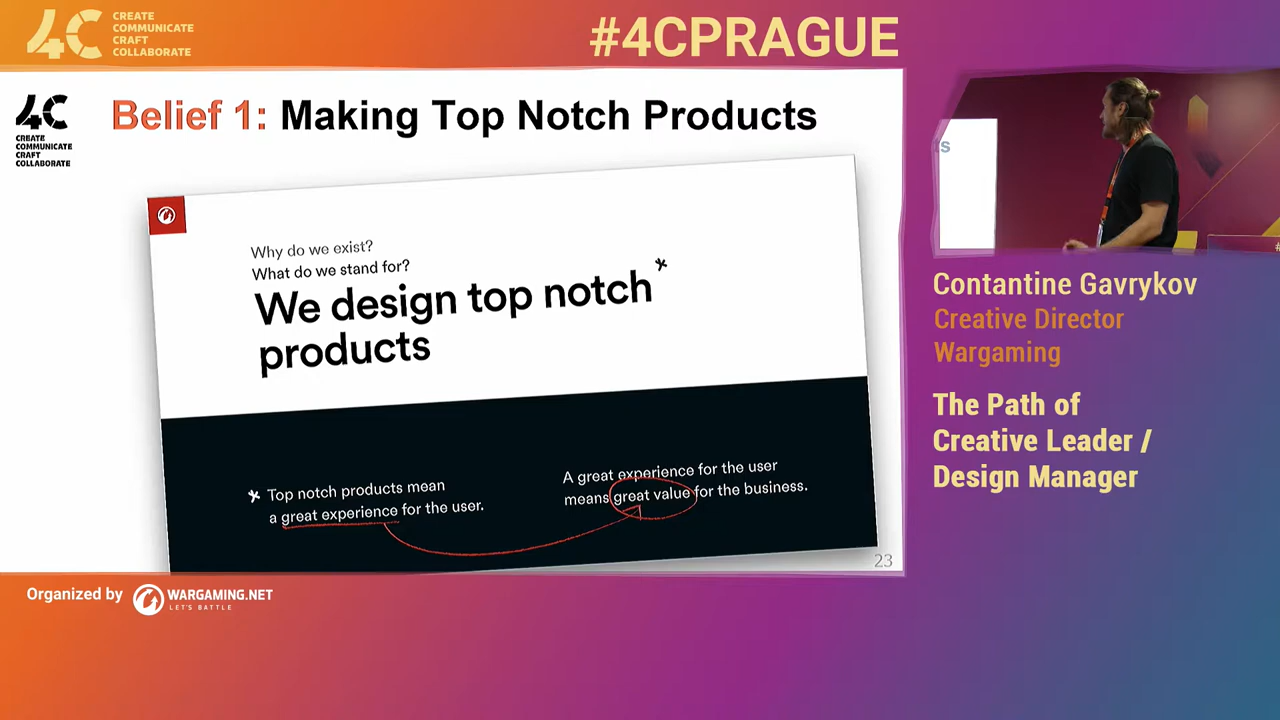 4C
CREATE
COMMUNICATE
CRAFT
COLLABORATE
#4CPRAGUE
4C
CREATE
COMMUNICATE
CRAFT
COLLABORATE
Belief 1: Making Top Notch Products
Why do we exist?
What do we stand for?
We design top notch*
products
* Top notch products mean
a great experience for the user.
A great experience for the user
means great value for the business.
23
Contantine Gavrykov
Creative Director
Wargaming
The Path of
Creative Leader /
Design Manager
Organized by
WARGAMING.NET
LET'S BATTLE